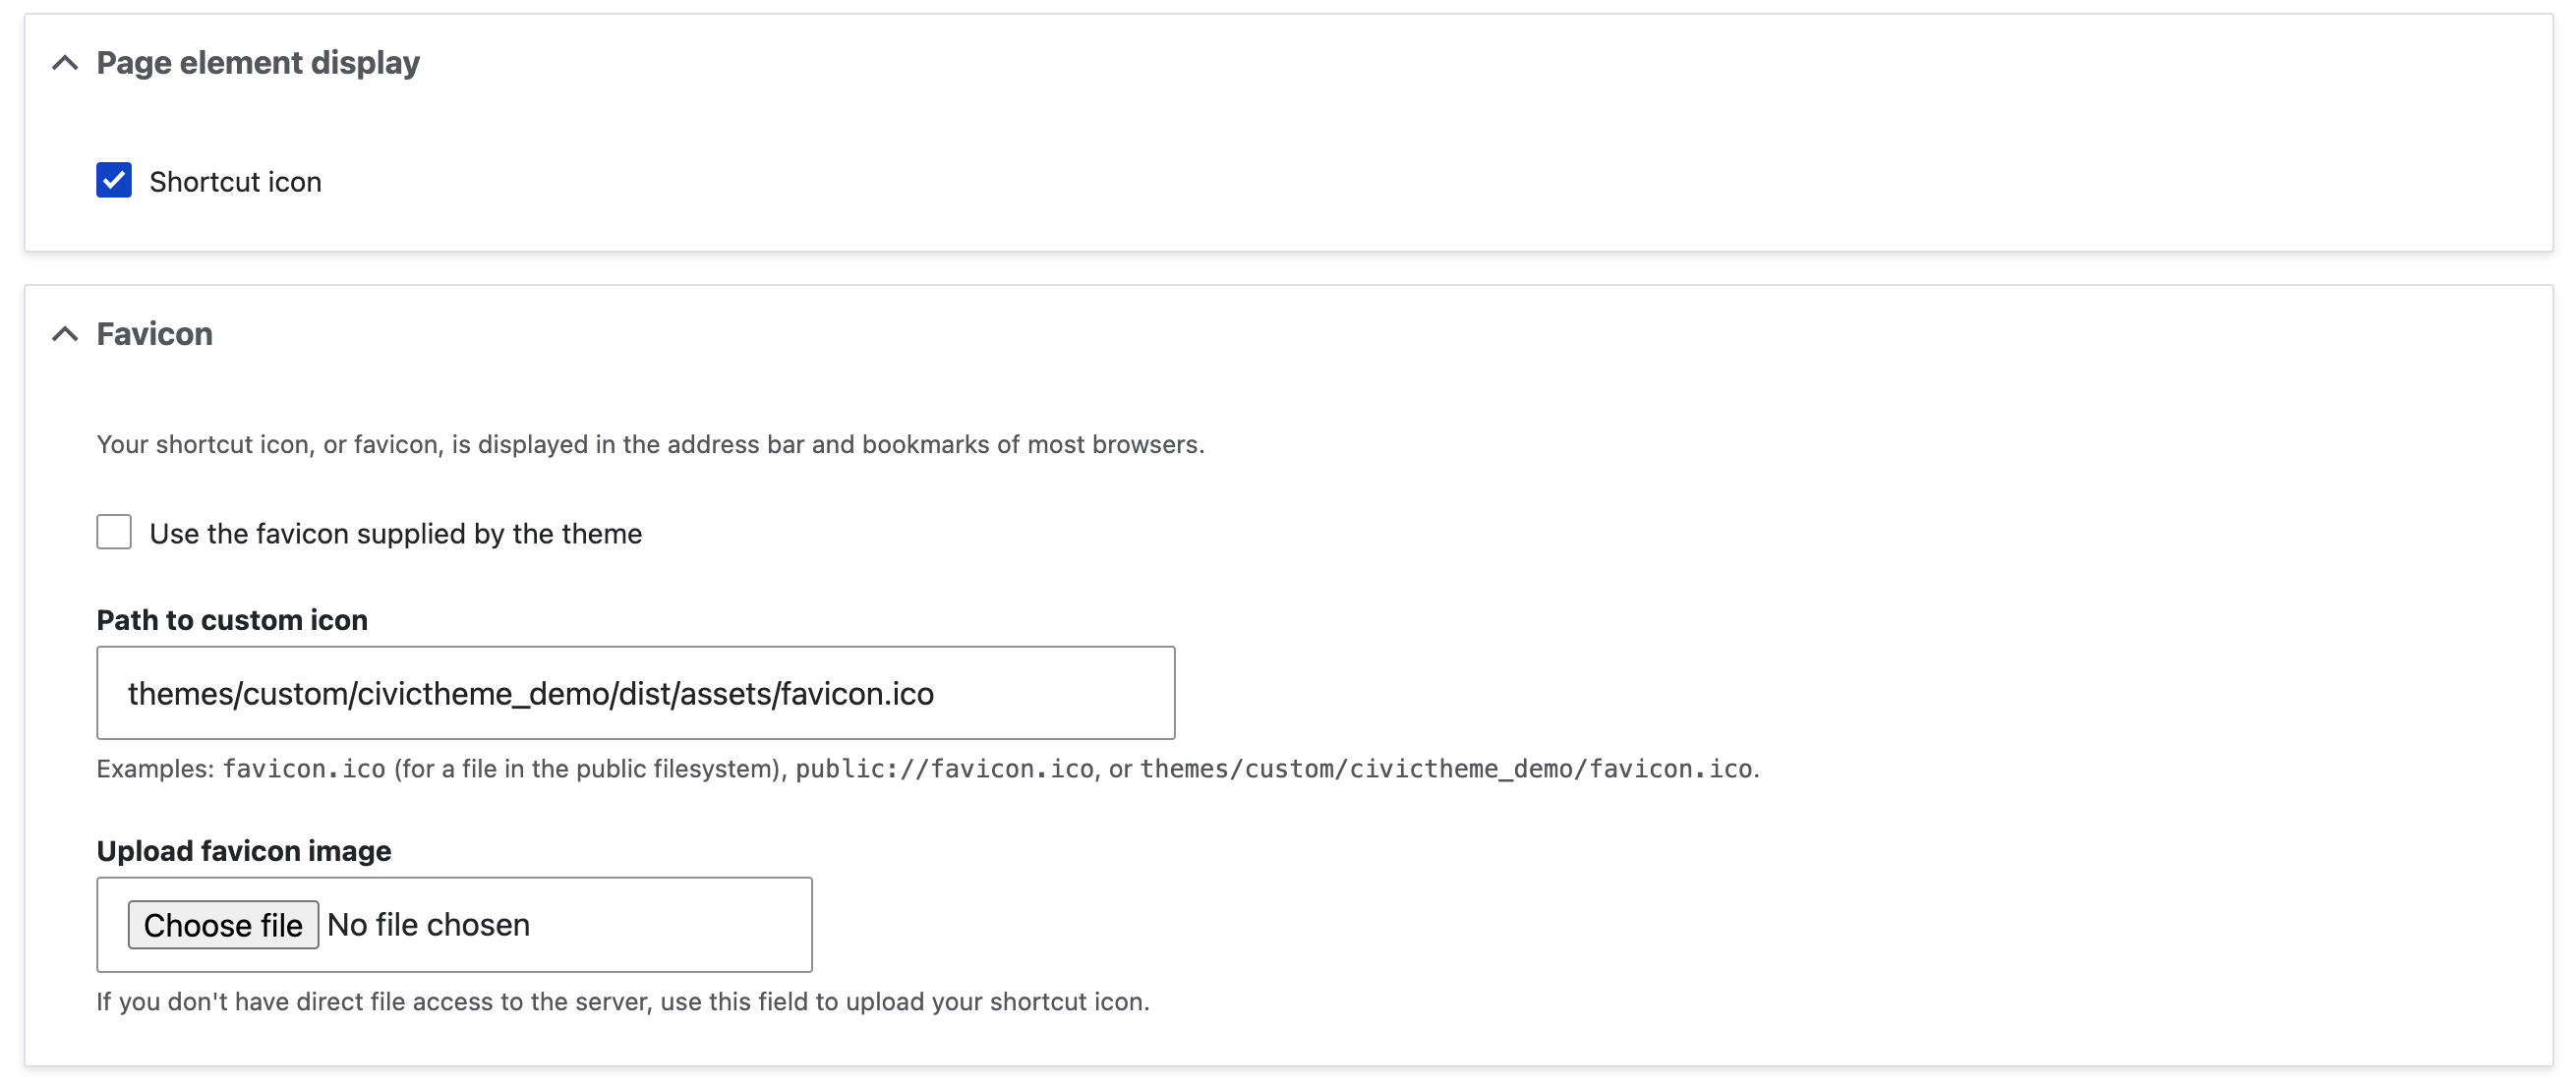 Page element display
Shortcut icon
Favicon
Your shortcut icon, or favicon, is displayed in the address bar and bookmarks of most browsers.
Use the favicon supplied by the theme
Path to custom icon
themes/custom/civictheme_demo/dist/assets/favicon.ico
Examples: favicon.ico (for a file in the public filesystem), public://favicon.ico, or themes/custom/civictheme_demo/favicon.ico.
Upload favicon image
Choose file No file chosen
If you don't have direct file access to the server, use this field to upload your shortcut icon.